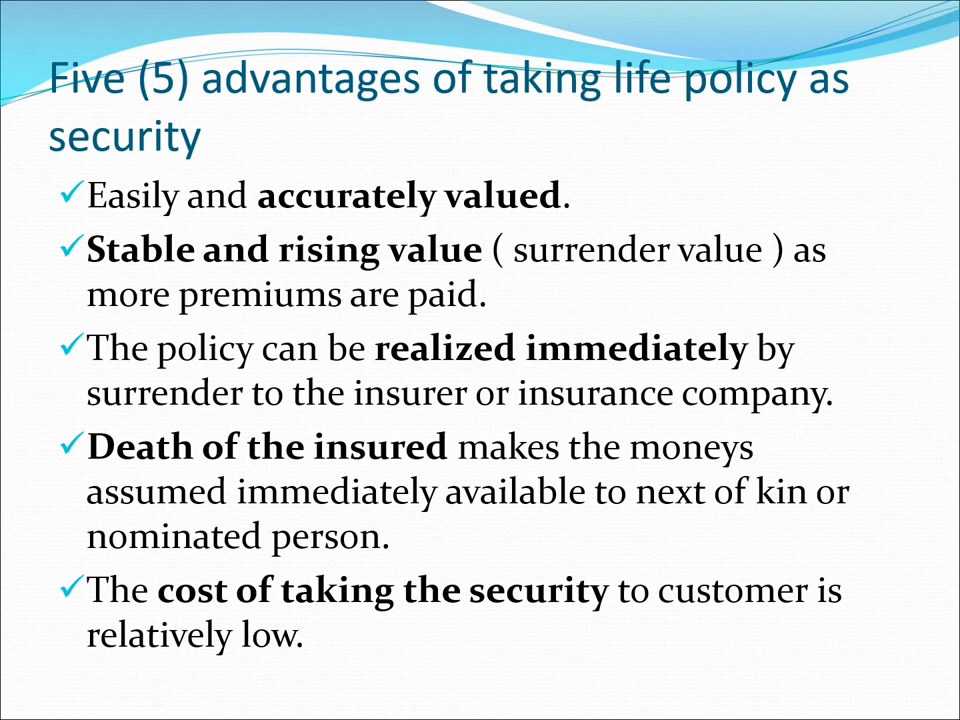 Five (5) advantages of taking life policy as
security
✓Easily and accurately valued.
✓Stable and rising value ( surrender value ) as
more premiums are paid.
✓The policy can be realized immediately by
surrender to the insurer or insurance company.
✓Death of the insured makes the moneys
assumed immediately available to next of kin or
nominated person.
✓The cost of taking the security to customer is
relatively low.